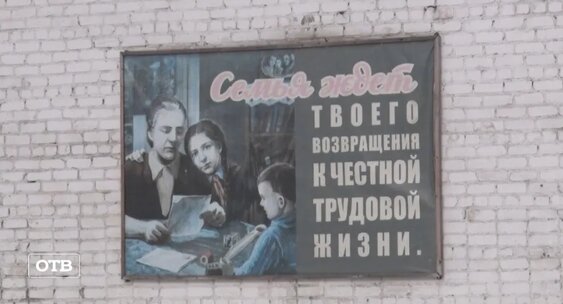 Семья ждет
ТВОЕГО
ВОЗВРАЩЕНИЯ
К ЧЕСТНОЙ
ТРУДОВОЙ
ЖИЗНИ.
ОТВ